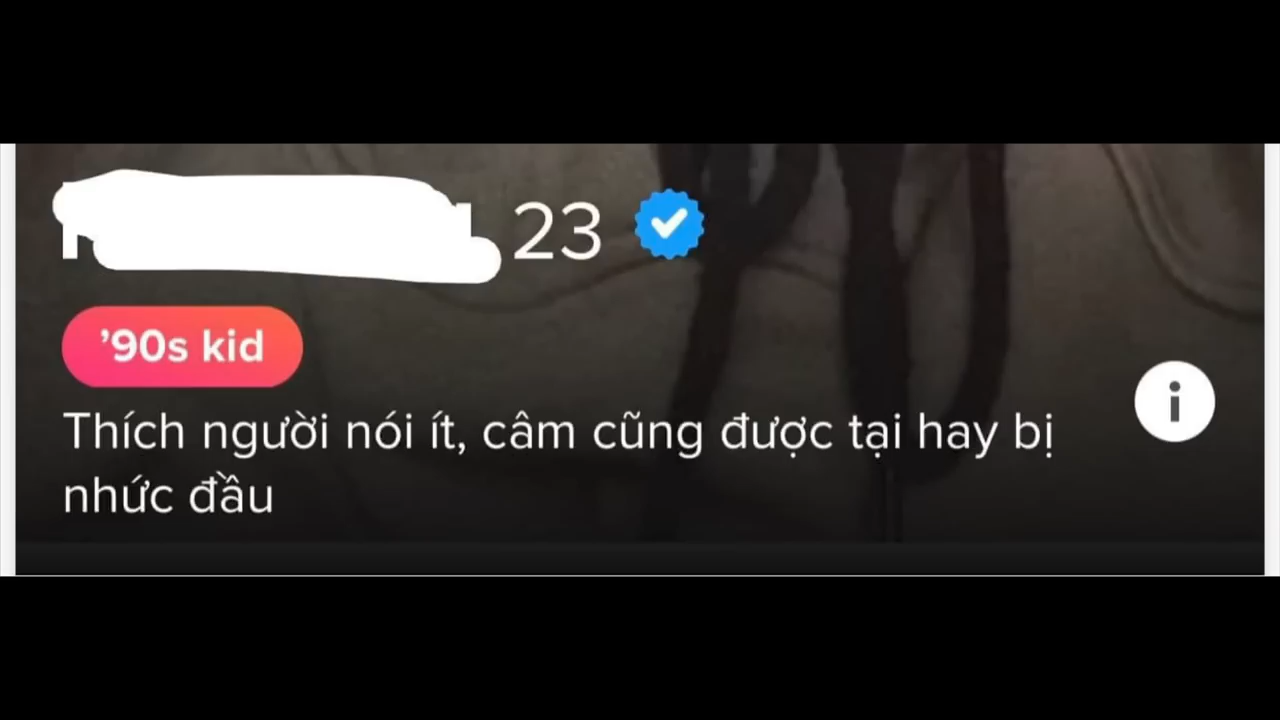 23
’90s kid
Thích người nói ít, câm cũng được tại hay bị
nhức đầu